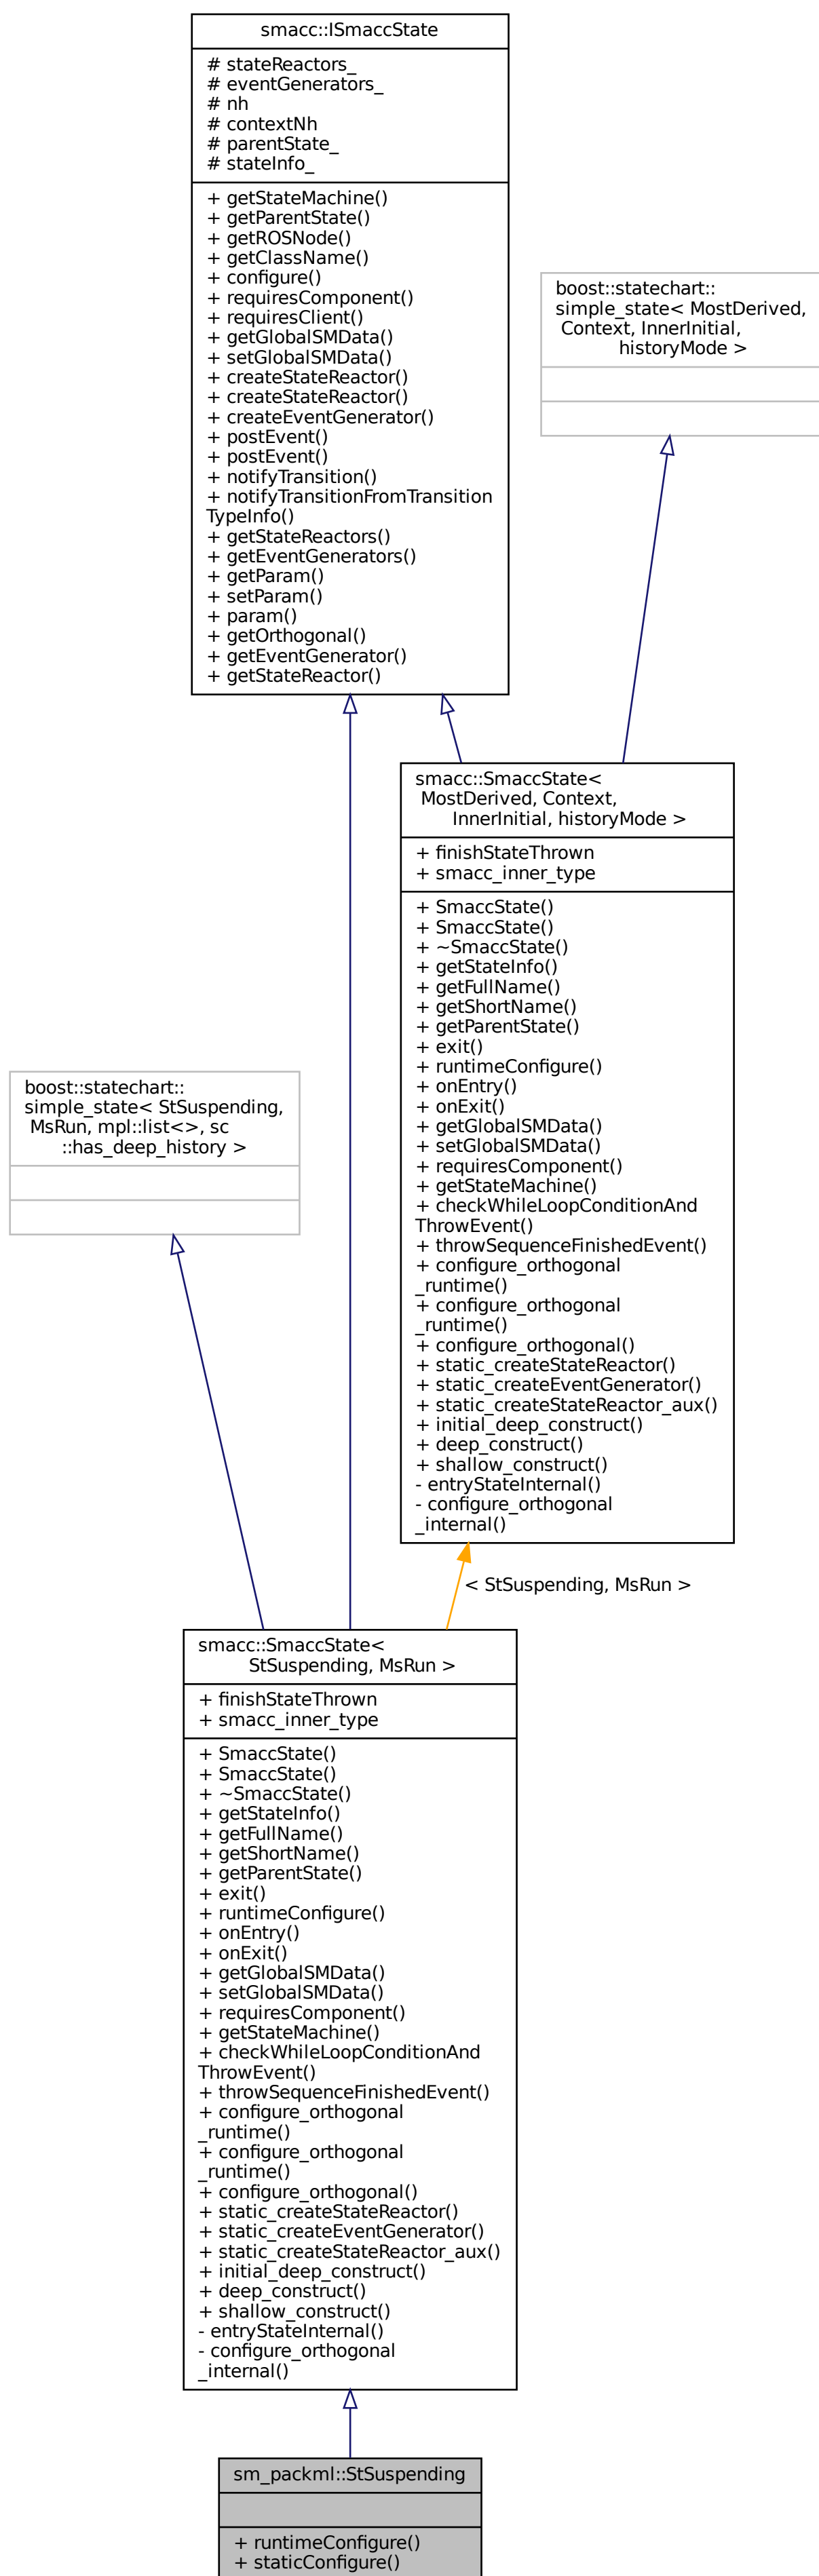 smacc::ISmaccState
# stateReactors_
# eventGenerators_
# nh
# contextNh
# parentState_
# stateInfo_
+ getStateMachine()
+ getParentState()
+ getROSNode()
+ getClassName()
+ configure()
+ requiresComponent()
+ requiresClient()
+ getGlobalSMData()
+ setGlobalSMData()
+ createStateReactor()
+ createStateReactor()
+ createEventGenerator()
+ postEvent()
+ postEvent()
+ notifyTransition()
+ notifyTransitionFromTransition
TypeInfo()
+ getStateReactors()
+ getEventGenerators()
+ getParam()
+ setParam()
+ param()
+ getOrthogonal()
+ getEventGenerator()
+ getStateReactor()
boost::statechart::
simple_state< MostDerived,
Context, InnerInitial,
historyMode >
smacc::SmaccState<
MostDerived, Context,
InnerInitial, historyMode >
+ finishStateThrown
+ smacc_inner_type
+ SmaccState()
+ SmaccState()
+ ~SmaccState()
+ getStateInfo()
+ getFullName()
+ getShortName()
+ getParentState()
+ exit()
+ runtimeConfigure()
+ onEntry()
+ onExit()
+ getGlobalSMData()
+ setGlobalSMData()
+ requiresComponent()
+ getStateMachine()
+ checkWhileLoopConditionAnd
ThrowEvent()
+ throwSequenceFinishedEvent()
+ configure_orthogonal
_runtime()
+ configure_orthogonal
_runtime()
+ configure_orthogonal()
+ static_createStateReactor()
+ static_createEventGenerator()
+ static_createStateReactor_aux()
+ initial_deep_construct()
+ deep_construct()
+ shallow_construct()
- entryStateInternal()
- configure_orthogonal
_internal()
boost::statechart::
simple_state< StSuspending,
MsRun, mpl::list<>, sc
::has_deep_history >
< StSuspending, MsRun >
smacc::SmaccState<
StSuspending, MsRun >
+ finishStateThrown
+ smacc_inner_type
+ SmaccState()
+ SmaccState()
+ ~SmaccState()
+ getStateInfo()
+ getFullName()
+ getShortName()
+ getParentState()
+ exit()
+ runtimeConfigure()
+ onEntry()
+ onExit()
+ getGlobalSMData()
+ setGlobalSMData()
+ requiresComponent()
+ getStateMachine()
+ checkWhileLoopConditionAnd
ThrowEvent()
+ throwSequenceFinishedEvent()
+ configure_orthogonal
_runtime()
+ configure_orthogonal
_runtime()
+ configure_orthogonal()
+ static_createStateReactor()
+ static_createEventGenerator()
+ static_createStateReactor_aux()
+ initial_deep_construct()
+ deep_construct()
+ shallow_construct()
- entryStateInternal()
- configure_orthogonal
_internal()
sm_packml::StSuspending
+ runtimeConfigure()
+ staticConfigure()